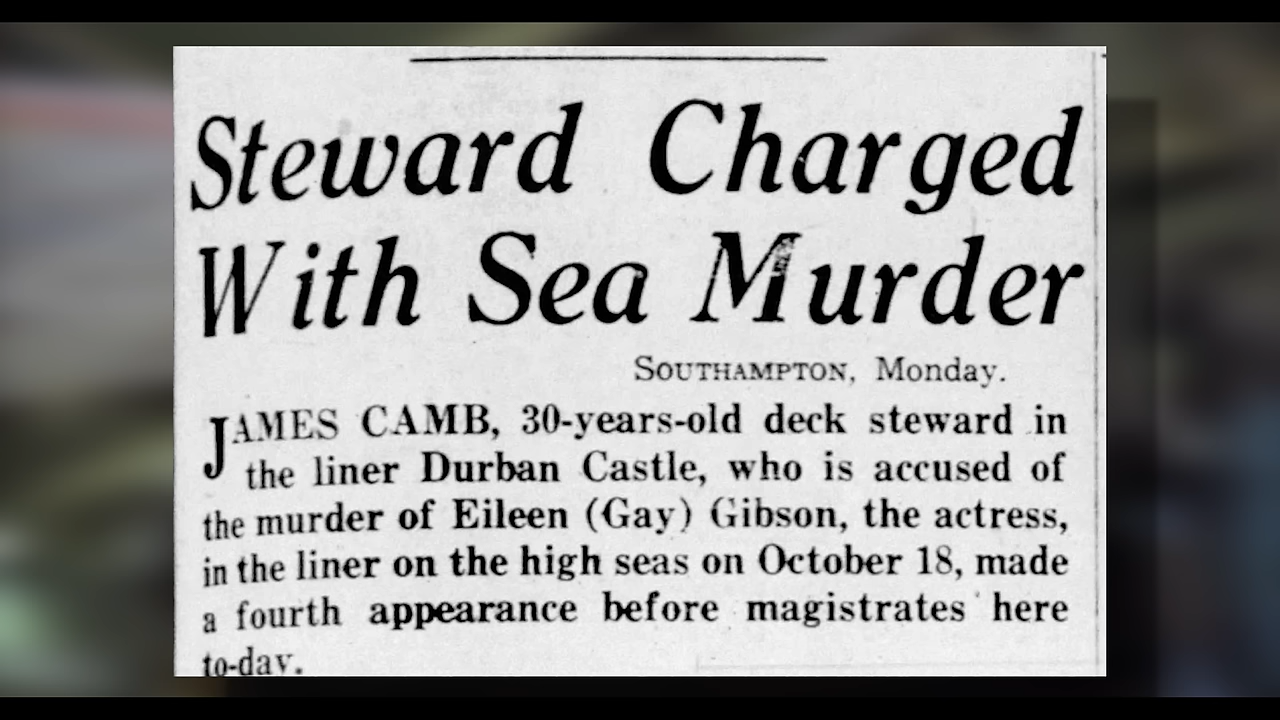 Steward Charged
With Sea Murder
SOUTHAMPTON, Monday.
JAMES CAMB, 30-years-old deck steward in
the liner Durban Castle, who is accused of
the murder of Eileen (Gay) Gibson, the actress,
in the liner on the high seas on October 18, made
a fourth appearance before magistrates here
to-day.